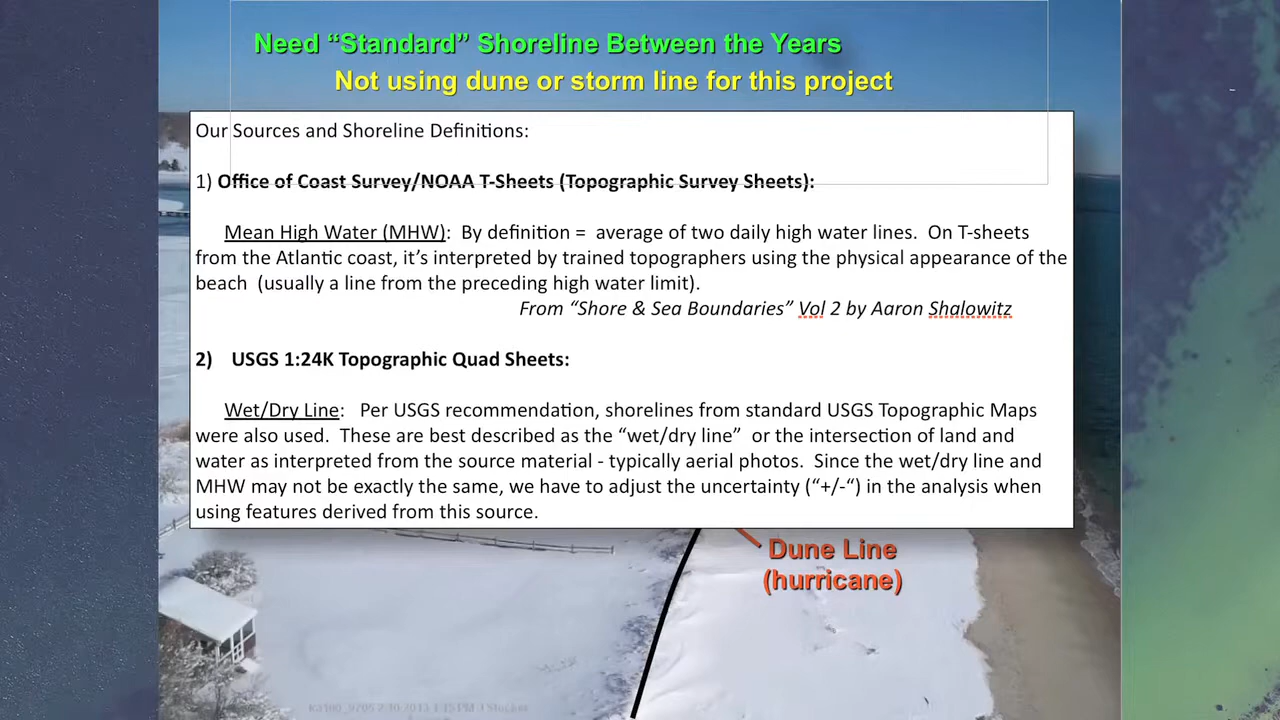 Need “Standard” Shoreline Between the Years
Not using dune or storm line for this project
Our Sources and Shoreline Definitions:
1) Office of Coast Survey/NOAA T-Sheets (Topographic Survey Sheets):
Mean High Water (MHW):  By definition =  average of two daily high water lines.  On T-sheets
from the Atlantic coast, it’s interpreted by trained topographers using the physical appearance of the
beach  (usually a line from the preceding high water limit).
From “Shore & Sea Boundaries” Vol 2 by Aaron Shalowitz
2)    USGS 1:24K Topographic Quad Sheets:
Wet/Dry Line:   Per USGS recommendation, shorelines from standard USGS Topographic Maps
were also used.  These are best described as the “wet/dry line”  or the intersection of land and
water as interpreted from the source material - typically aerial photos.  Since the wet/dry line and
MHW may not be exactly the same, we have to adjust the uncertainty (“+/-“) in the analysis when
using features derived from this source.
Dune Line
(hurricane)